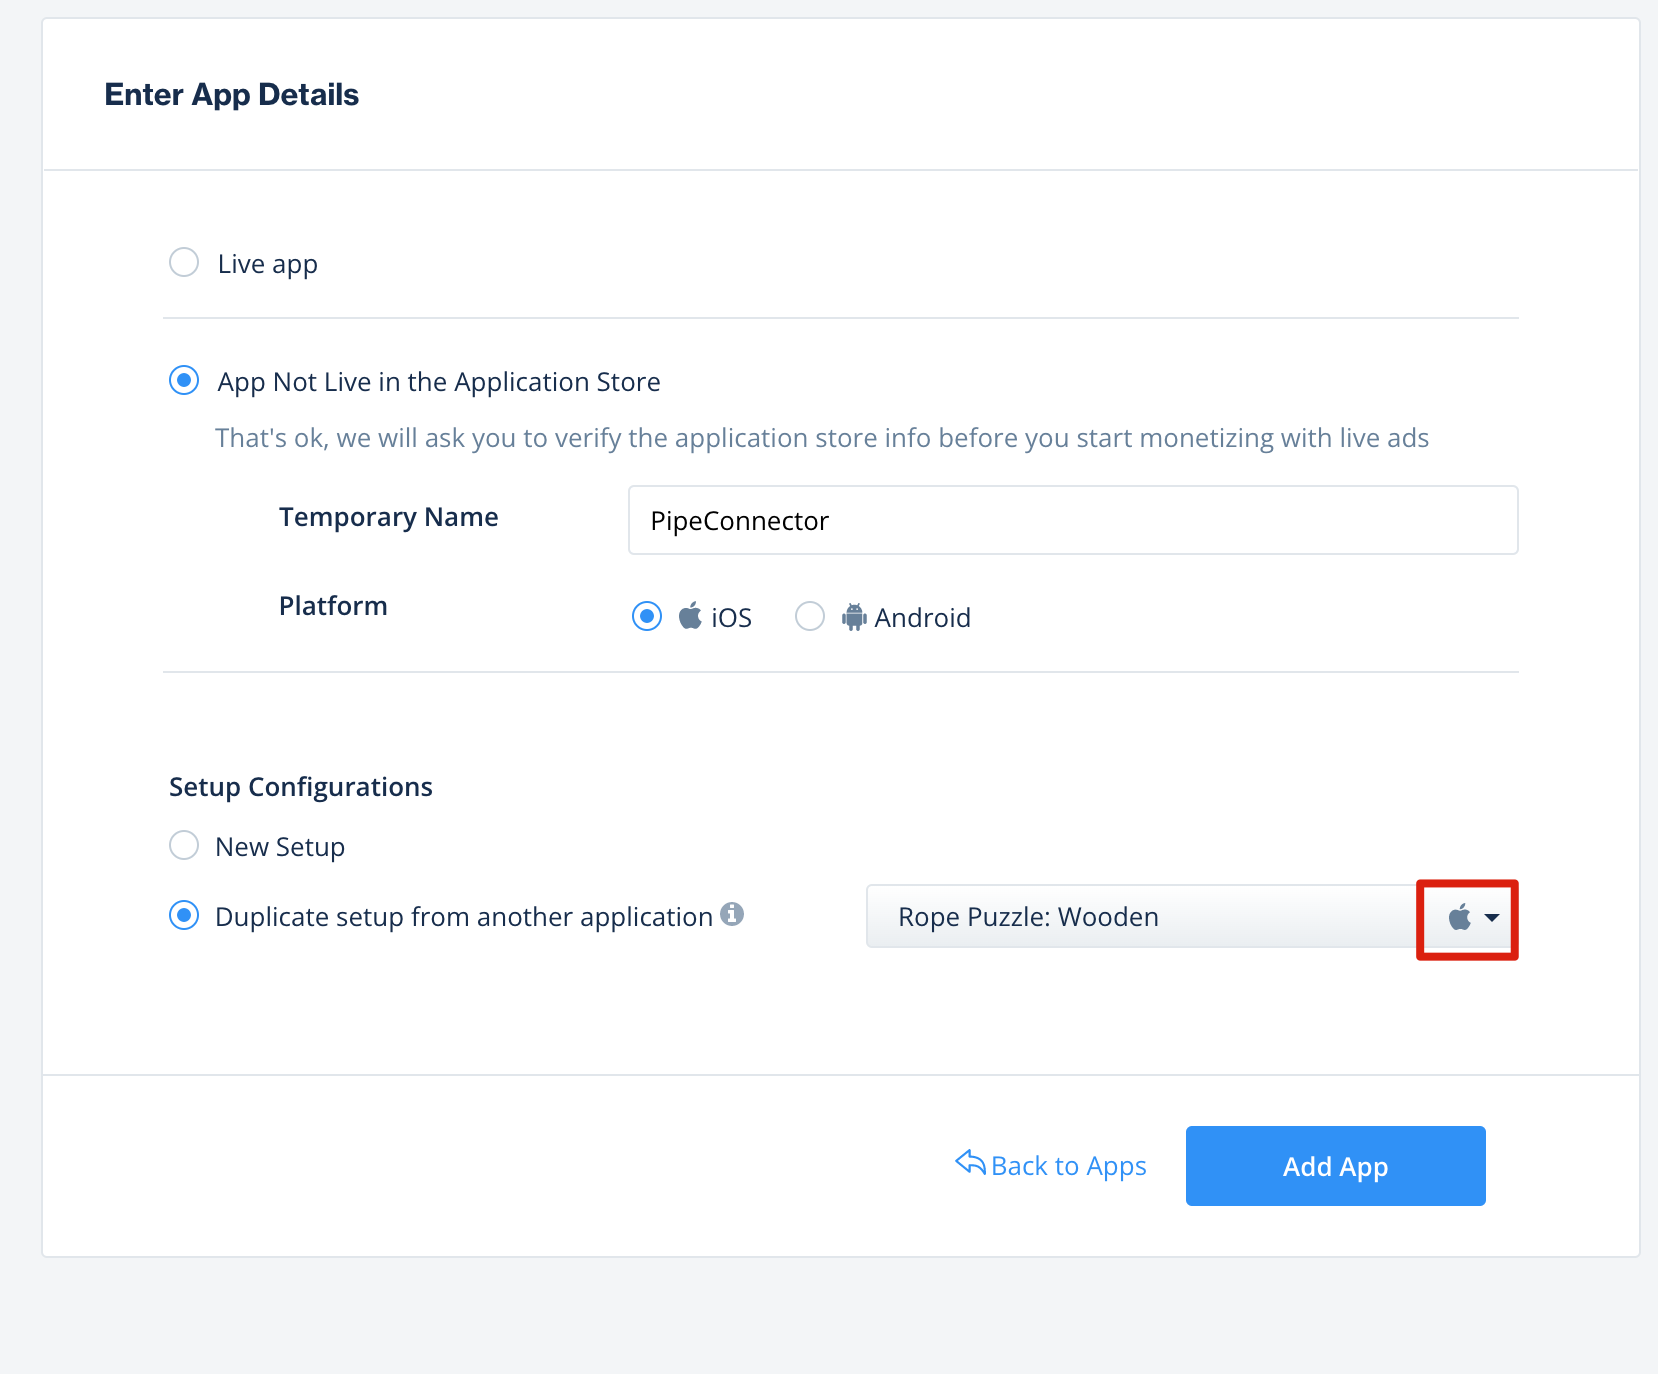 Enter App Details
Live app
App Not Live in the Application Store
That's ok, we will ask you to verify the application store info before you start monetizing with live ads
Temporary Name
PipeConnector
Platform
iOS
Android
Setup Configurations
New Setup
Duplicate setup from another application
Rope Puzzle: Wooden
Back to Apps
Add App